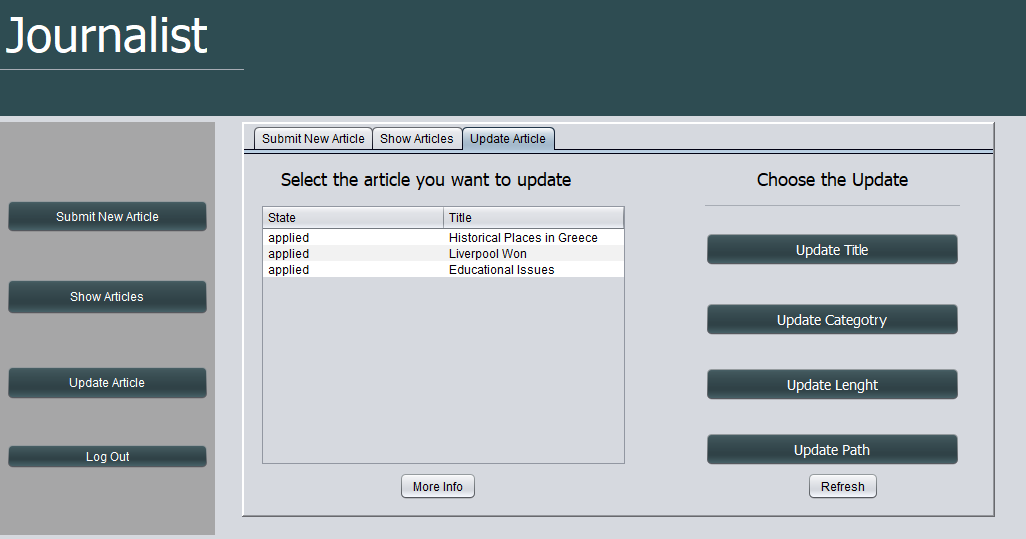 Journalist
Submit New Article
Show Articles
Update Article
Log Out
Submit New Article Show Articles Update Article
Select the article you want to update
State Title
applied Historical Places in Greece
applied Liverpool Won
applied Educational Issues
More Info
Choose the Update
Update Title
Update Categotry
Update Lenght
Update Path
Refresh